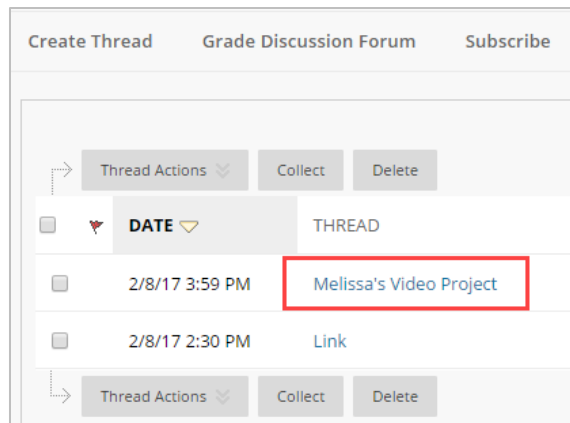 Create Thread Grade Discussion Forum Subscribe
Thread Actions Collect Delete
DATE THREAD
2/8/17 3:59 PM Melissa's Video Project
2/8/17 2:30 PM Link
Thread Actions Collect Delete